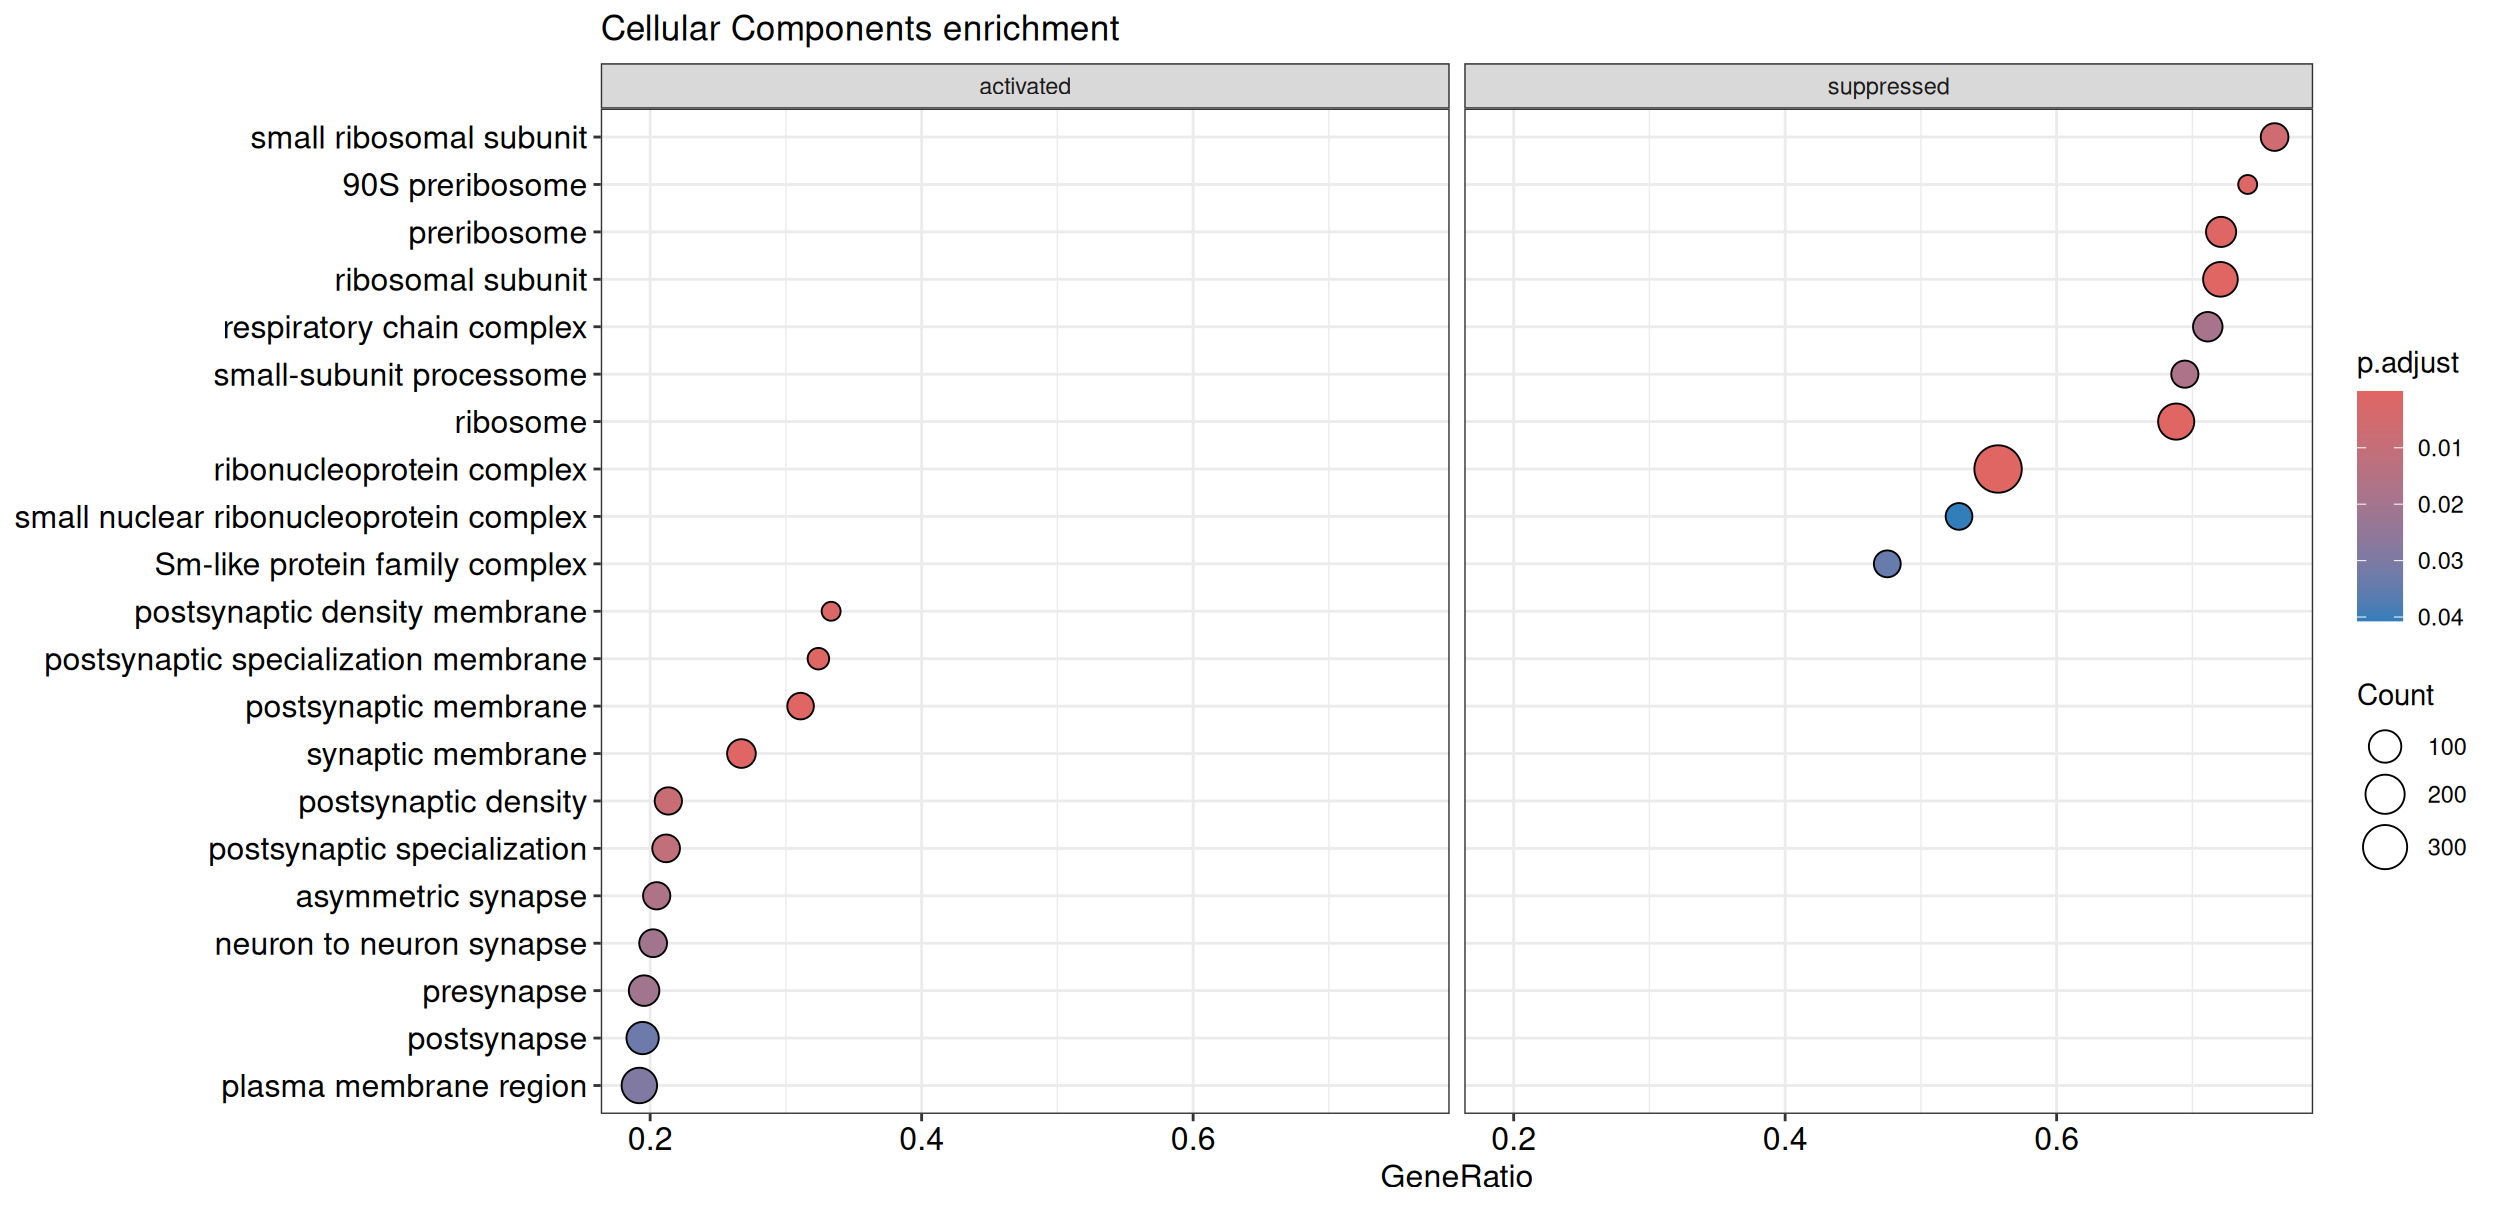 Cellular Components enrichment
activated
suppressed
small ribosomal subunit
90S preribosome
preribosome
ribosomal subunit
respiratory chain complex
small-subunit processome
ribosome
ribonucleoprotein complex
small nuclear ribonucleoprotein complex
Sm-like protein family complex
postsynaptic density membrane
postsynaptic specialization membrane
postsynaptic membrane
synaptic membrane
postsynaptic density
postsynaptic specialization
asymmetric synapse
neuron to neuron synapse
presynapse
postsynapse
plasma membrane region
0.2 0.4 0.6
0.2 0.4 0.6
GeneRatio
p.adjust
0.01
0.02
0.03
0.04
Count
100
200
300